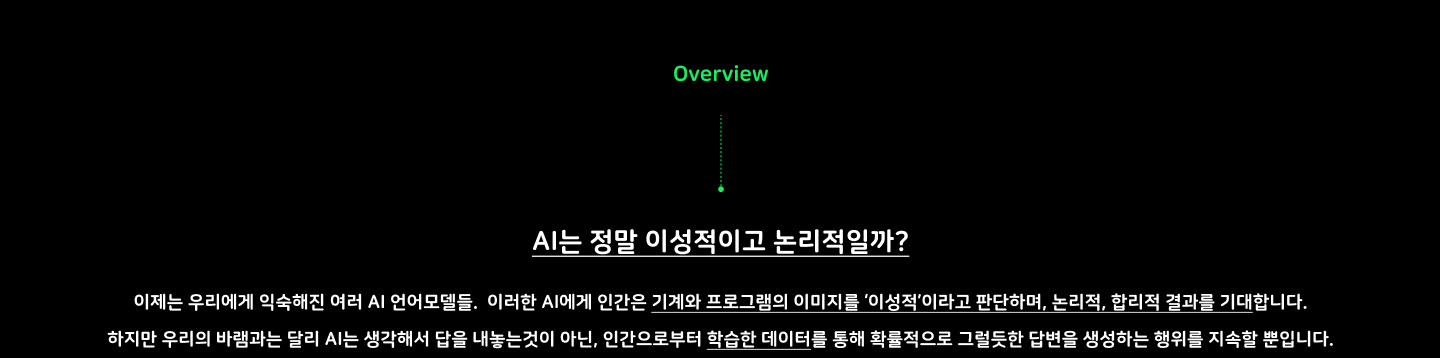 Overview
AI는 정말 이성적이고 논리적일까?
이제는 우리에게 익숙해진 여러 AI 언어모델들. 이러한 AI에게 인간은 기계와 프로그램의 이미지를 ‘이성적’이라고 판단하며, 논리적, 합리적 결과를 기대합니다.
하지만 우리의 바램과는 달리 AI는 생각해서 답을 내놓는것이 아닌, 인간으로부터 학습한 데이터를 통해 확률적으로 그럴듯한 답변을 생성하는 행위를 지속할 뿐입니다.